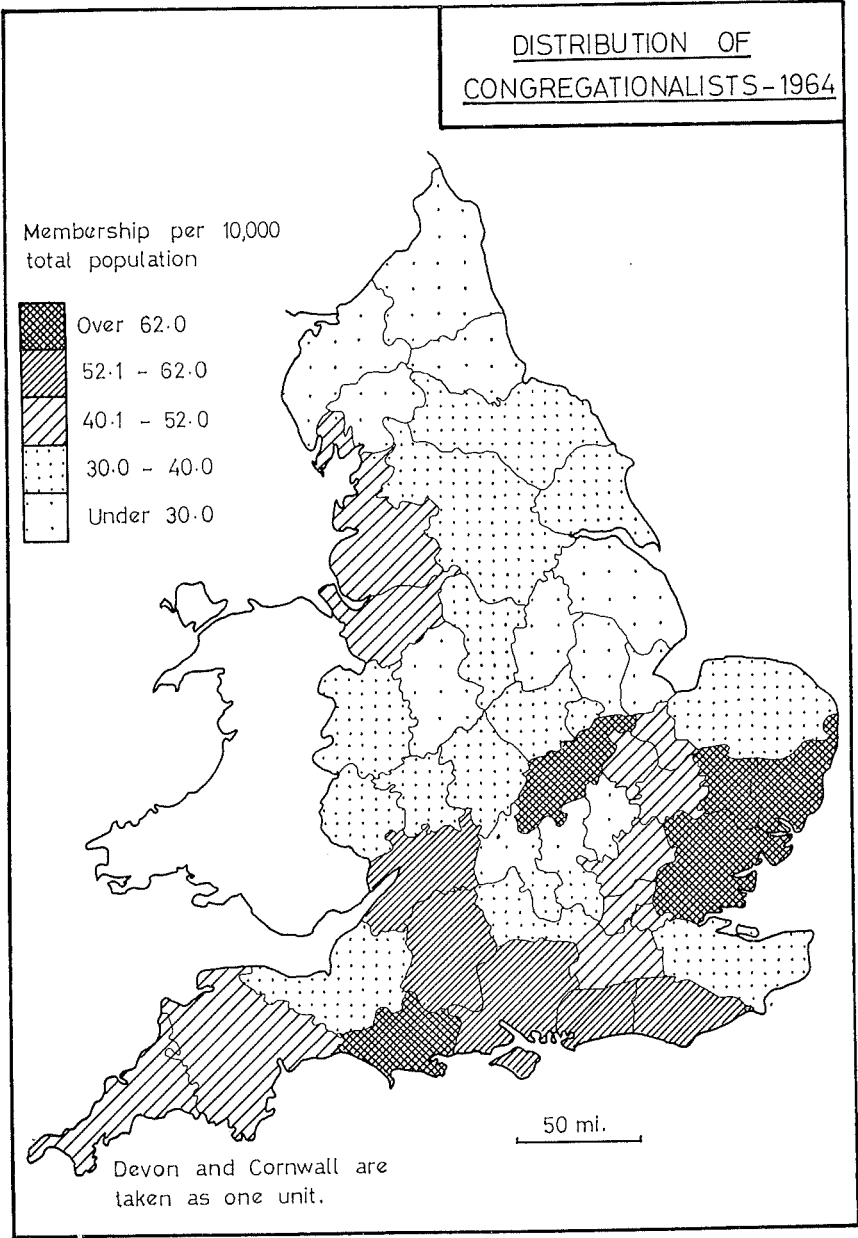 DISTRIBUTION OF
CONGREGATIONALISTS-1964
Membership per 10,000
total population
Over 62·0
52·1 - 62·0
40·1 - 52·0
30·0 - 40·0
Under 30·0
50 mi.
Devon and Cornwall are
taken as one unit.